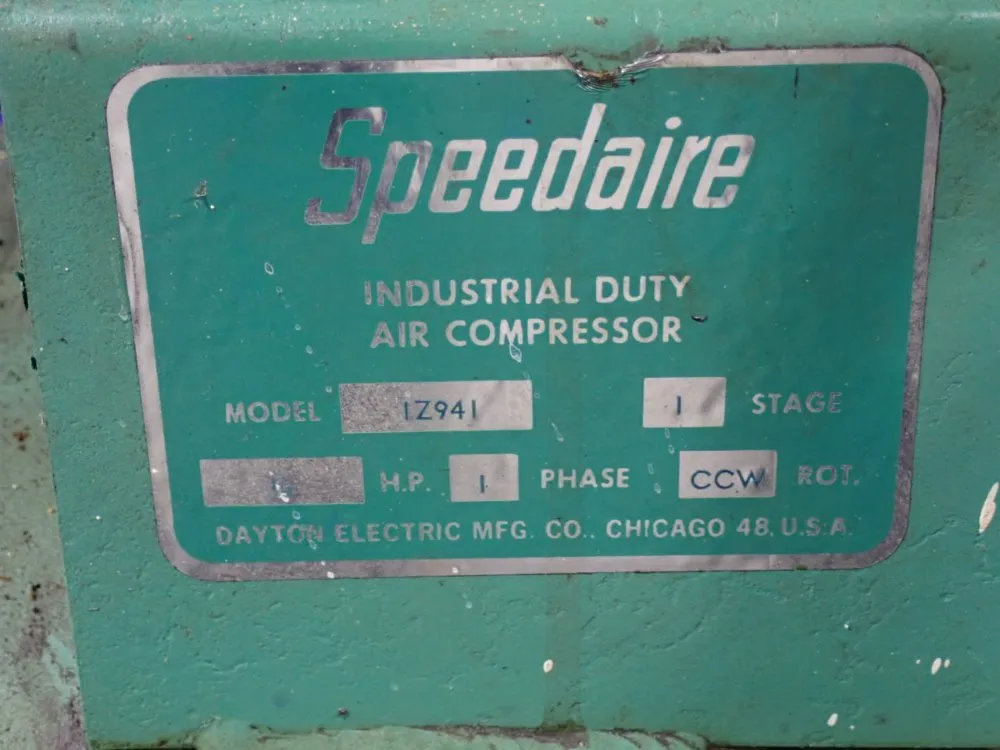 Speedaire
INDUSTRIAL DUTY
AIR COMPRESSOR
MODEL 1Z941 1 STAGE
H.P. 1 PHASE CCW ROT.
DAYTON ELECTRIC MFG. CO., CHICAGO 48, U.S.A.